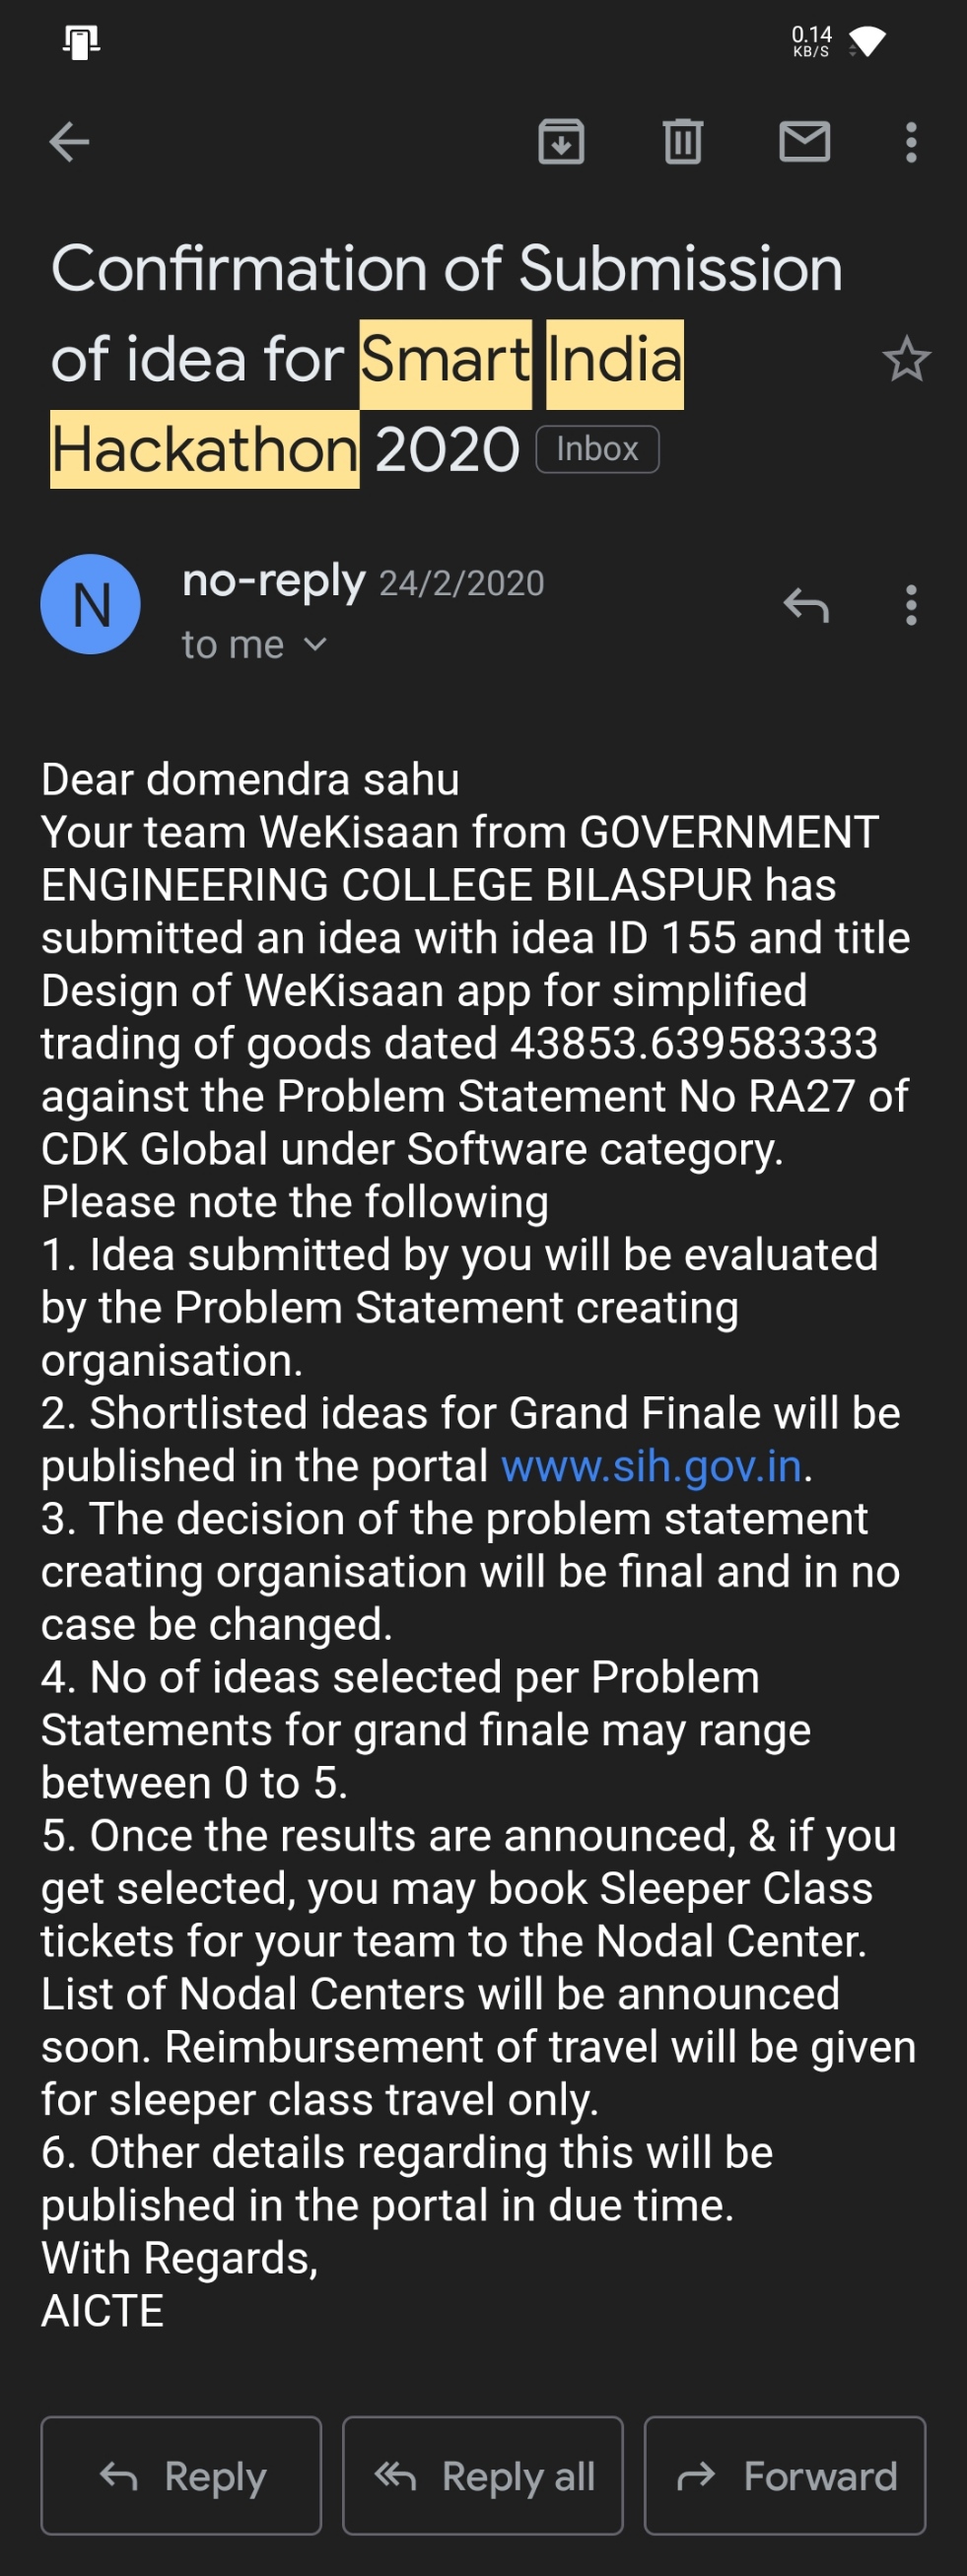 0.14
KB/S
Confirmation of Submission
of idea for Smart India
Hackathon 2020 Inbox
N
no-reply 24/2/2020
to me
Dear domendra sahu
Your team WeKisaan from GOVERNMENT
ENGINEERING COLLEGE BILASPUR has
submitted an idea with idea ID 155 and title
Design of WeKisaan app for simplified
trading of goods dated 43853.639583333
against the Problem Statement No RA27 of
CDK Global under Software category.
Please note the following
1. Idea submitted by you will be evaluated
by the Problem Statement creating
organisation.
2. Shortlisted ideas for Grand Finale will be
published in the portal www.sih.gov.in.
3. The decision of the problem statement
creating organisation will be final and in no
case be changed.
4. No of ideas selected per Problem
Statements for grand finale may range
between 0 to 5.
5. Once the results are announced, & if you
get selected, you may book Sleeper Class
tickets for your team to the Nodal Center.
List of Nodal Centers will be announced
soon. Reimbursement of travel will be given
for sleeper class travel only.
6. Other details regarding this will be
published in the portal in due time.
With Regards,
AICTE
Reply Reply all Forward